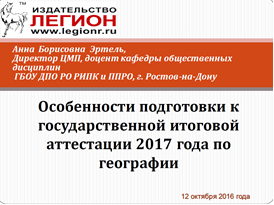 ИЗДАТЕЛЬСТВО
ЛЕГИОН
www.legionr.ru
Анна Борисовна Эртель,
Директор ЦМП, доцент кафедры общественных
дисциплин
ГБОУ ДПО РО РИПК и ППРО, г. Ростов-на-Дону
Особенности подготовки к
государственной итоговой
аттестации 2017 года по
географии
12 октября 2016 года